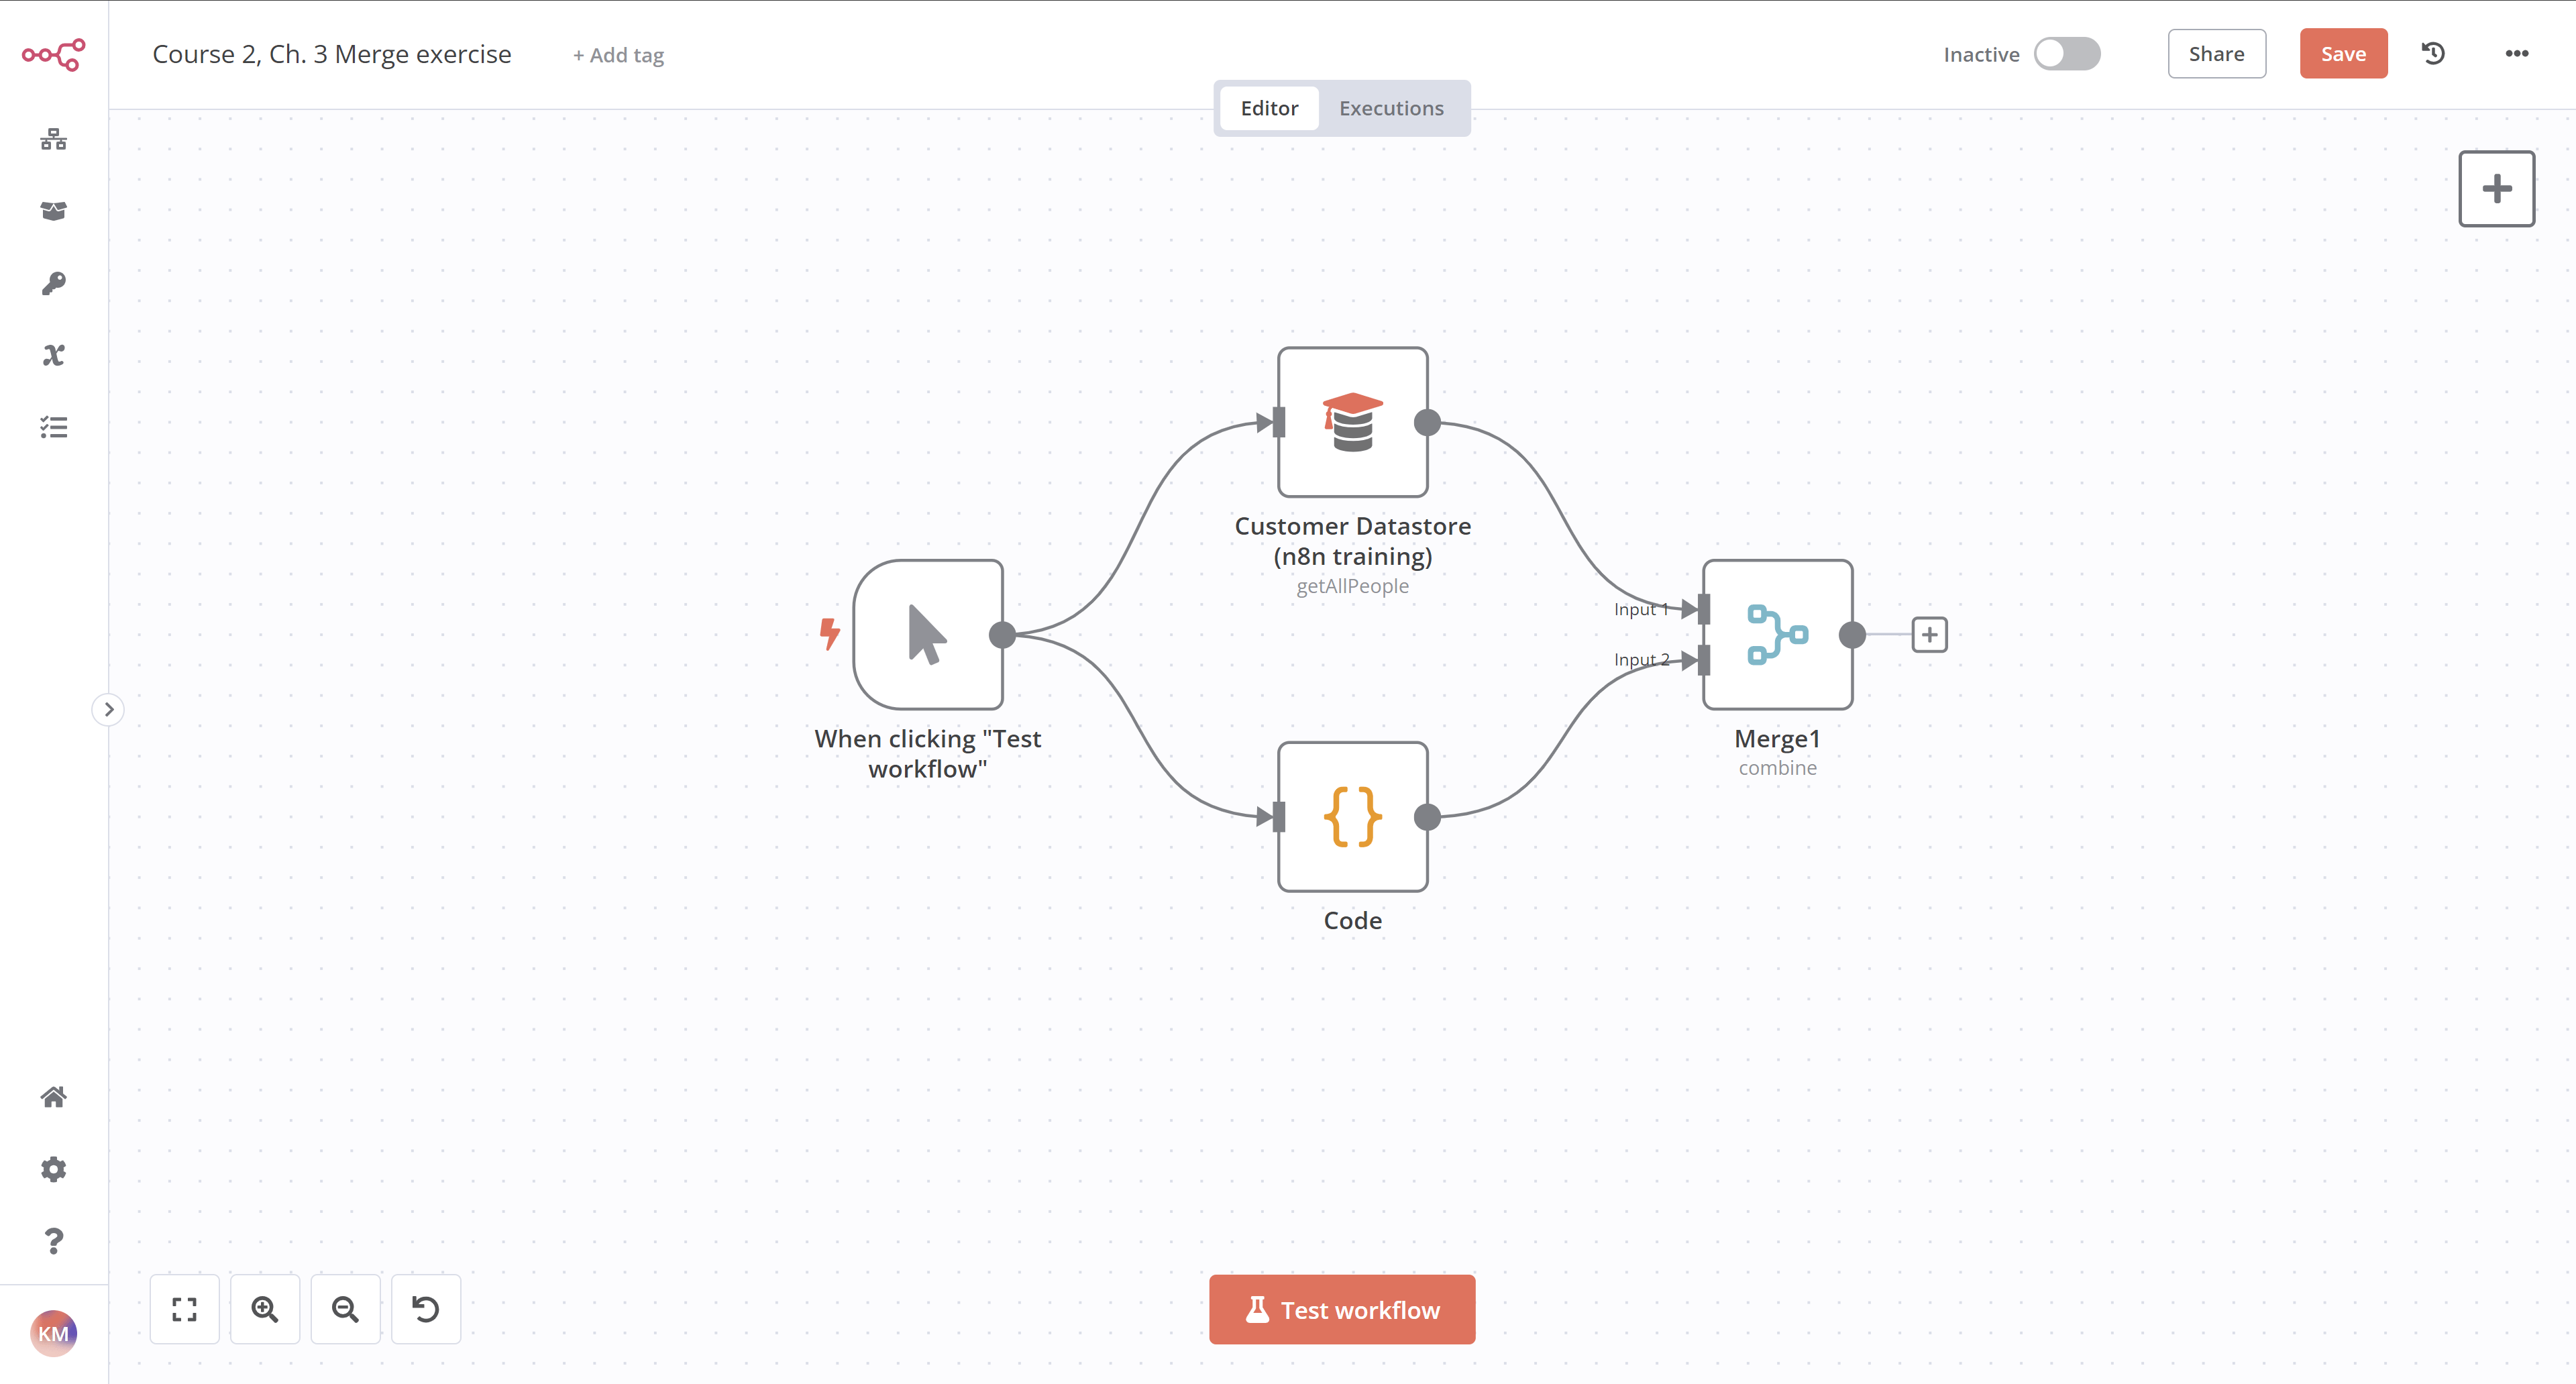 Course 2, Ch. 3 Merge exercise
+ Add tag
Inactive
Share
Save
Editor
Executions
Customer Datastore
(n8n training)
getAllPeople
Input 1
Input 2
When clicking "Test
workflow"
Merge1
combine
Code
Test workflow
KM